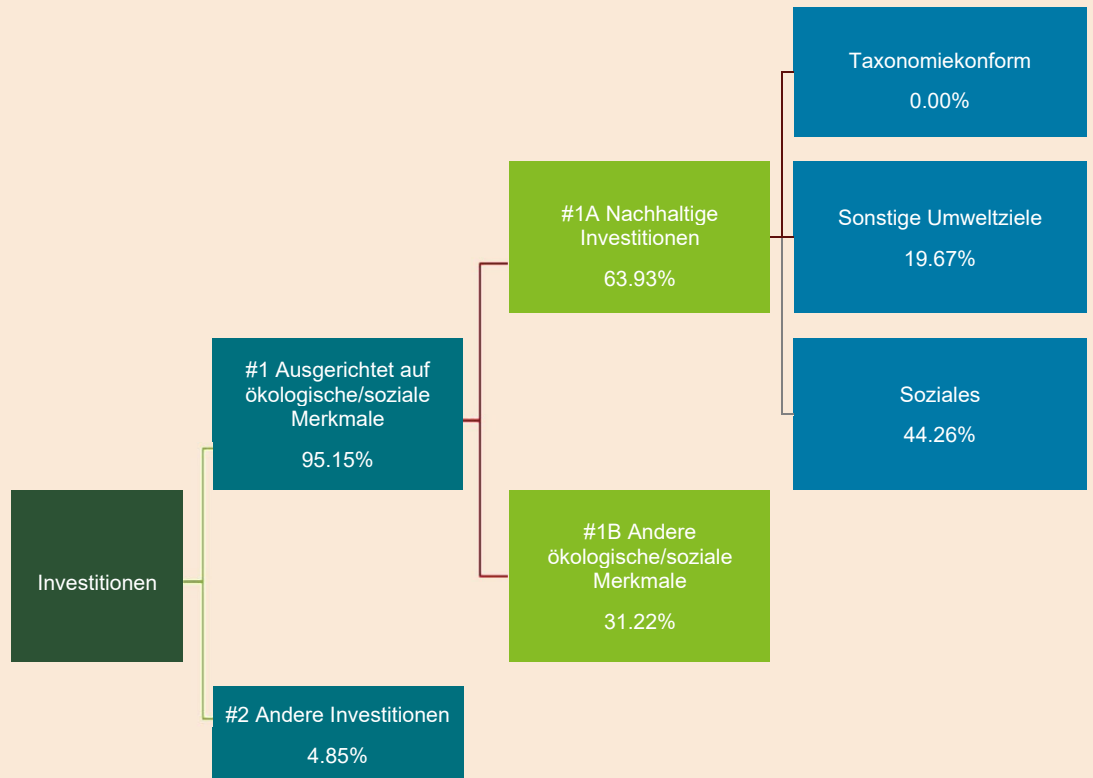 Taxonomiekonform
0.00%
#1A Nachhaltige
Investitionen
63.93%
Sonstige Umweltziele
19.67%
#1 Ausgerichtet auf
ökologische/soziale
Merkmale
95.15%
Soziales
44.26%
Investitionen
#1B Andere
ökologische/soziale
Merkmale
31.22%
#2 Andere Investitionen
4.85%